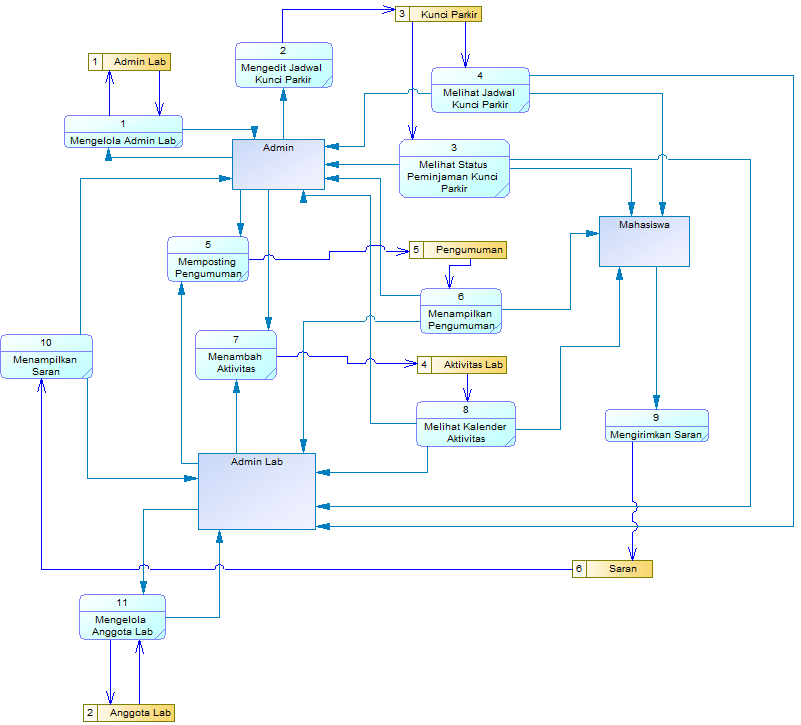 3 Kunci Parkir
2
Mengedit Jadwal
Kunci Parkir
1 Admin Lab
4
Melihat Jadwal
Kunci Parkir
1
Mengelola Admin Lab
Admin
3
Melihat Status
Peminjaman Kunci
Parkir
Mahasiswa
5
Memposting
Pengumuman
5 Pengumuman
6
Menampilkan
Pengumuman
10
Menampilkan
Saran
7
Menambah
Aktivitas
4 Aktivitas Lab
8
Melihat Kalender
Aktivitas
9
Mengirimkan Saran
Admin Lab
6 Saran
11
Mengelola
Anggota Lab
2 Anggota Lab